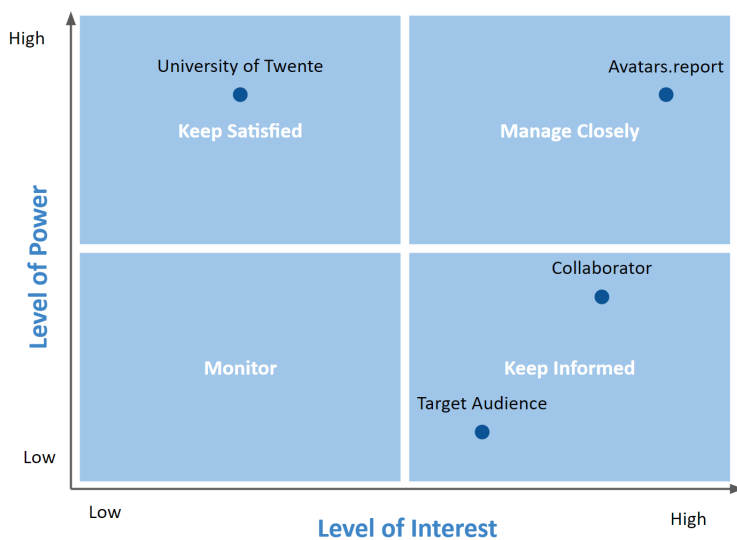 High
University of Twente
Avatars.report
Keep Satisfied
Manage Closely
Level of Power
Collaborator
Monitor
Keep Informed
Target Audience
Low
Low
Level of Interest
High